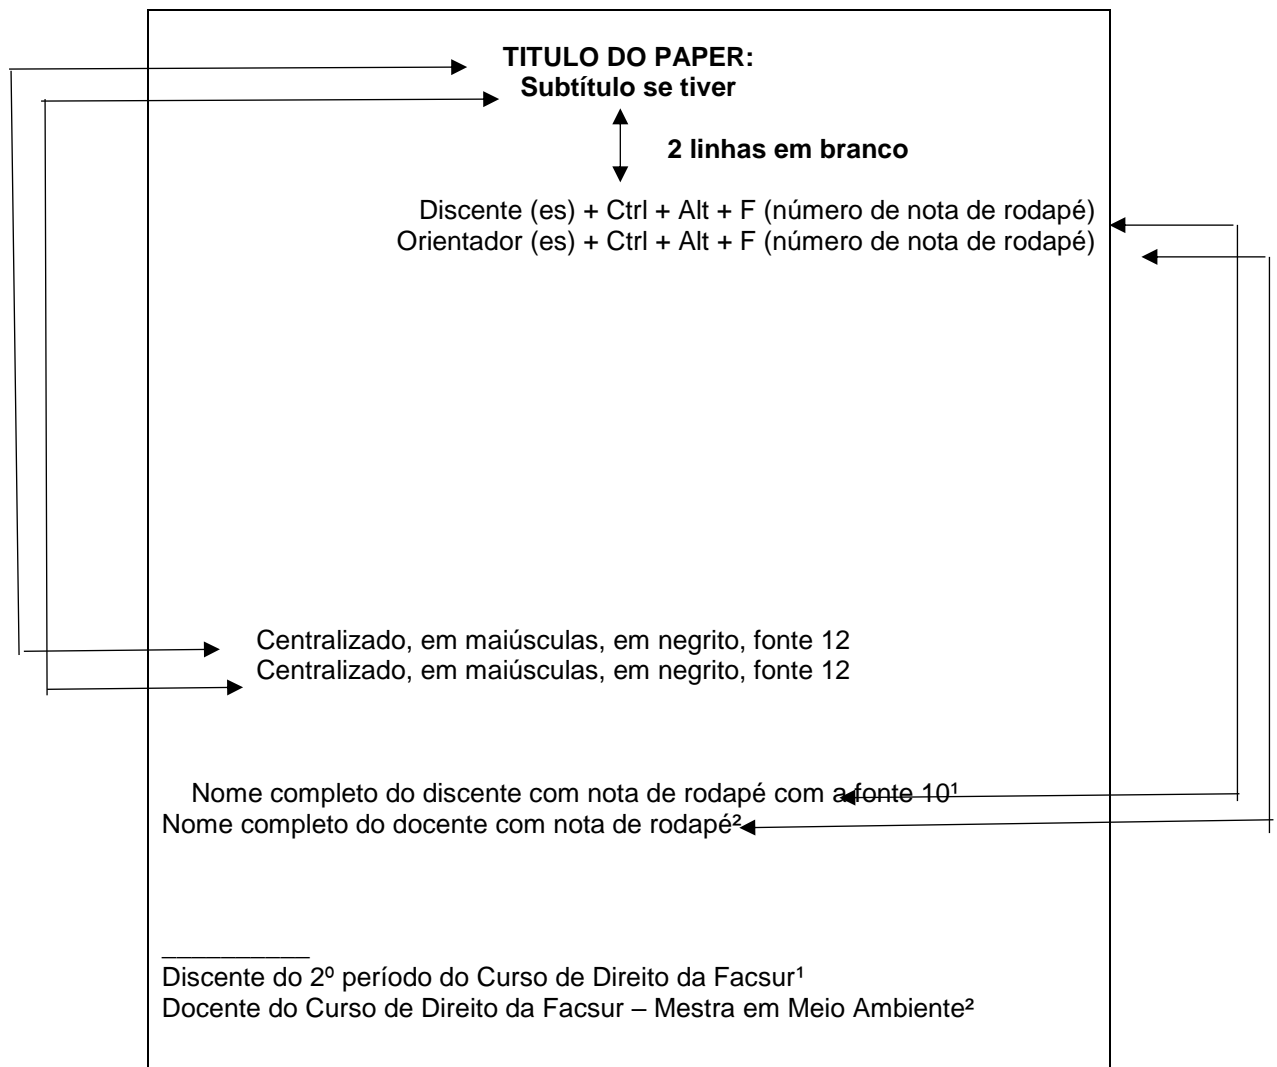 TITULO DO PAPER:
Subtítulo se tiver
2 linhas em branco
Discente (es) + Ctrl + Alt + F (número de nota de rodapé)
Orientador (es) + Ctrl + Alt + F (número de nota de rodapé)
Centralizado, em maiúsculas, em negrito, fonte 12
Centralizado, em maiúsculas, em negrito, fonte 12
Nome completo do discente com nota de rodapé com a fonte 10¹
Nome completo do docente com nota de rodapé²
__________
Discente do 2º período do Curso de Direito da Facsur¹
Docente do Curso de Direito da Facsur – Mestra em Meio Ambiente²